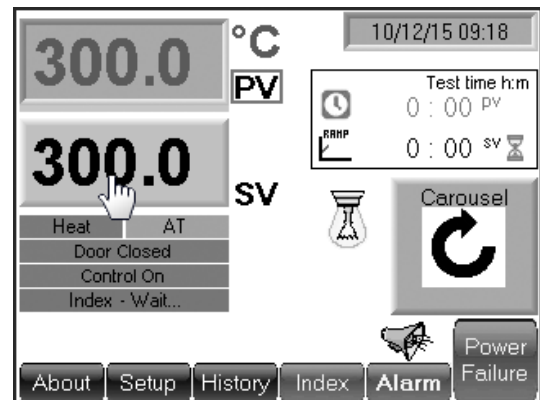 300.0
°C
PV
10/12/15 09:18
Test time h:m
0 : 00 PV
RAMP
0 : 00 SV
300.0
SV
Heat AT
Door Closed
Control On
Index - Wait...
Carousel
About Setup History Index Alarm Power Failure